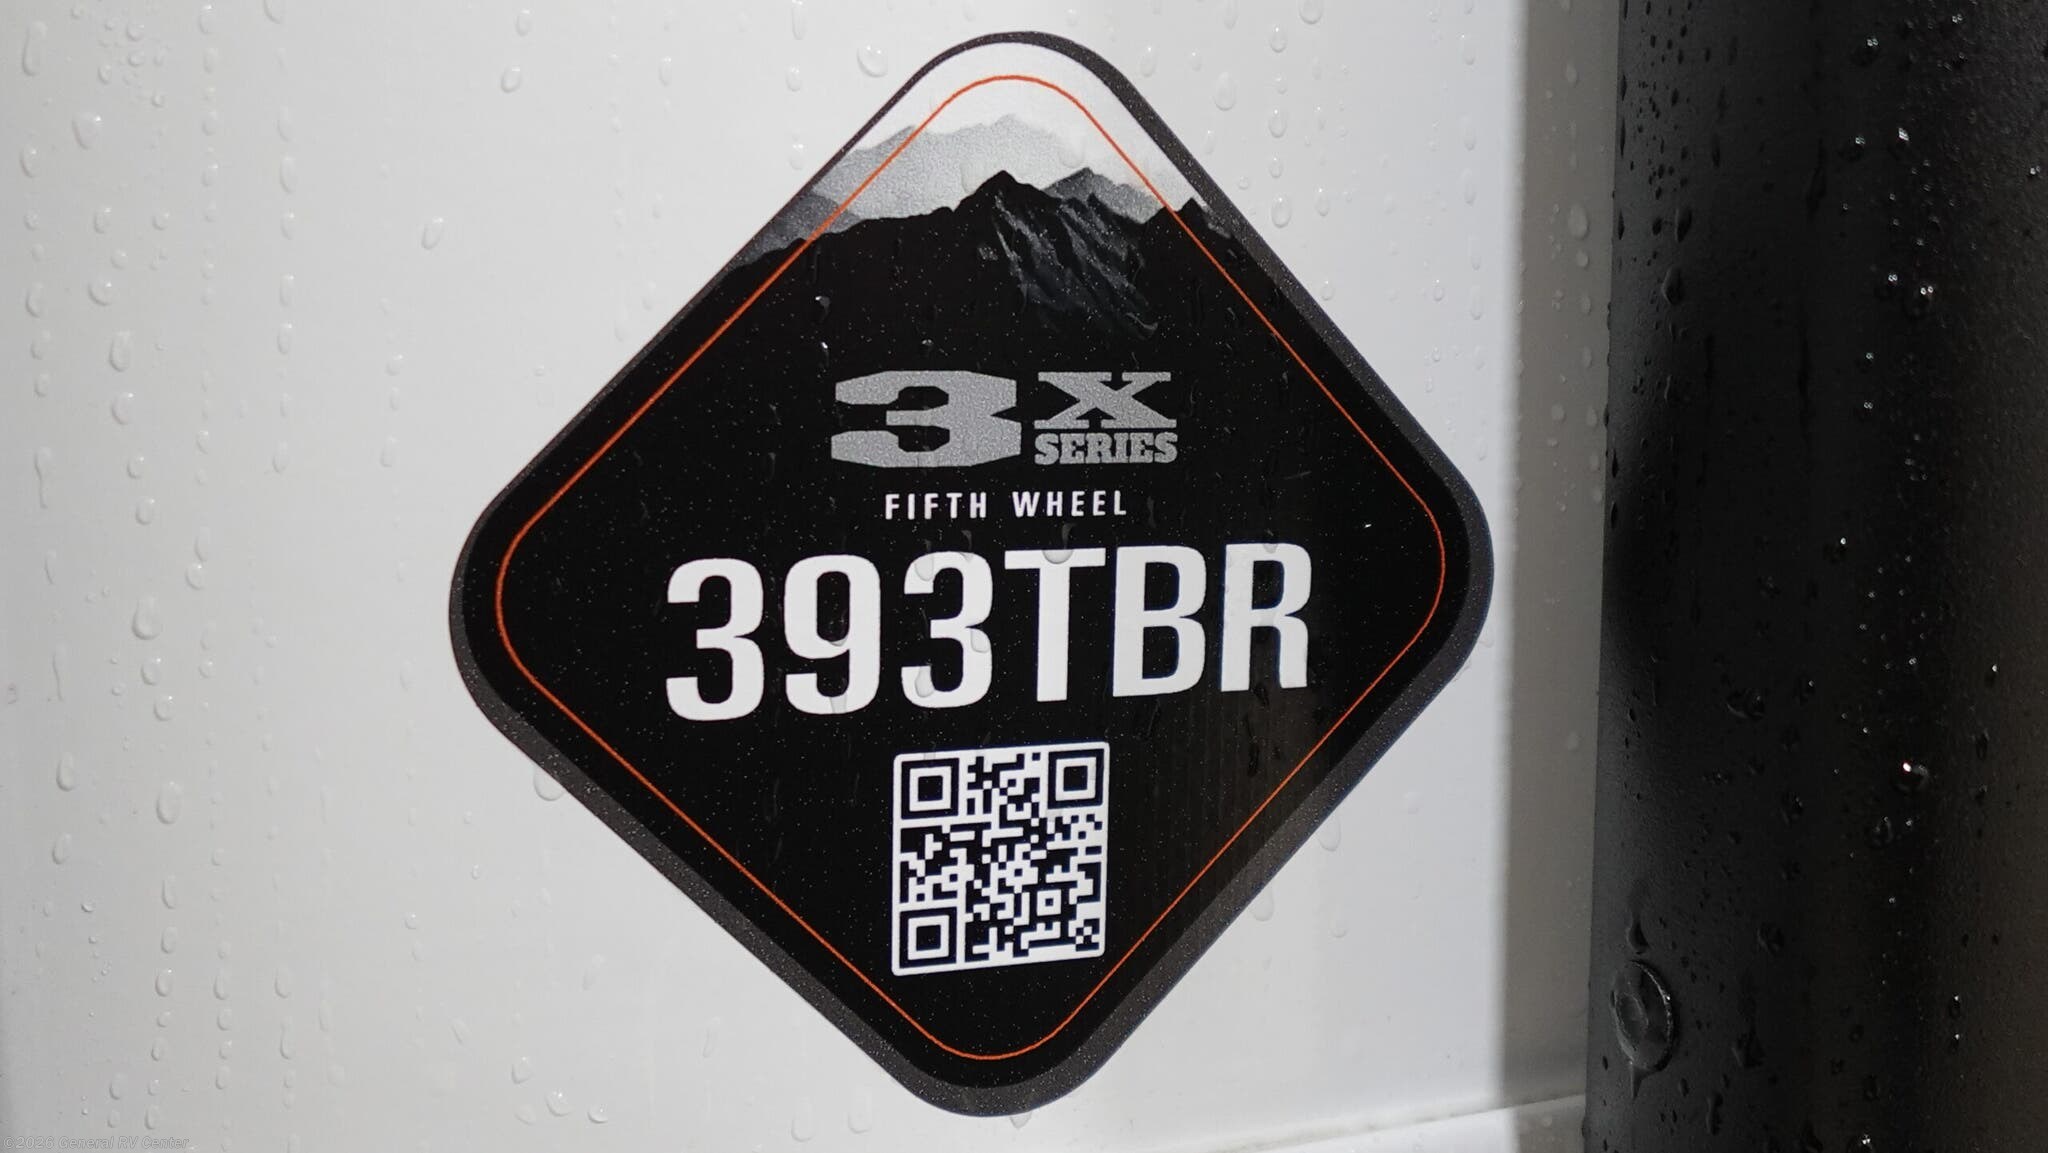 3X
SERIES
FIFTH WHEEL
393TBR
©2025 General RV Center